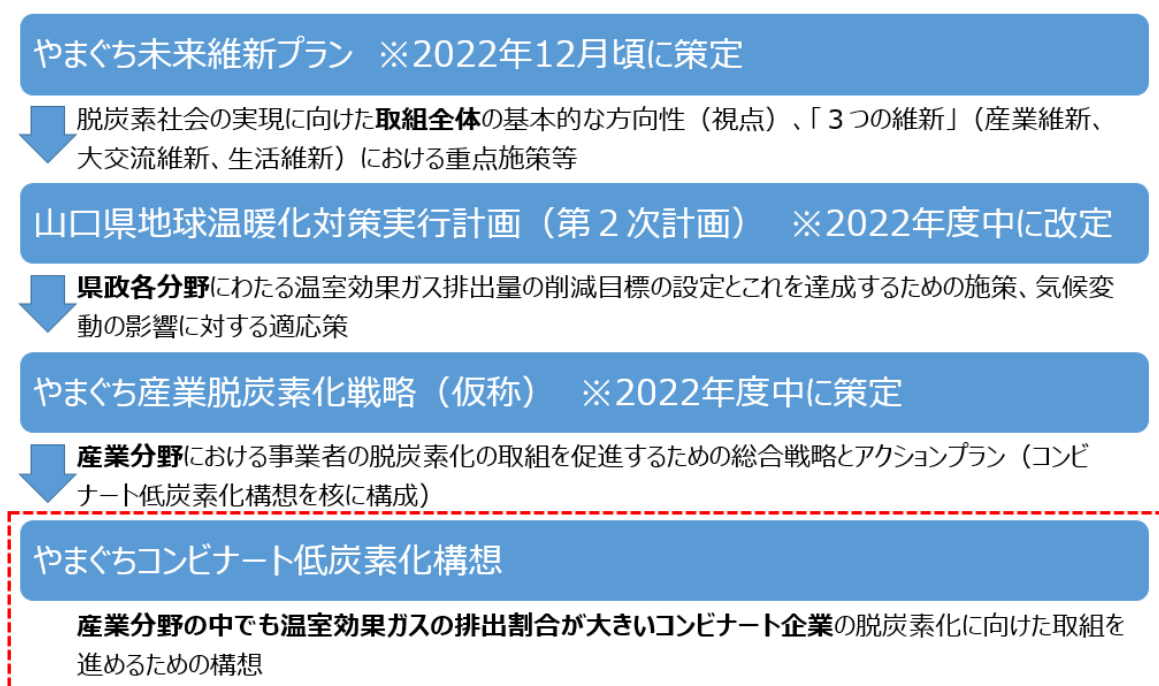 やまぐち未来維新プラン ※2022年12月頃に策定
脱炭素社会の実現に向けた取組全体の基本的な方向性（視点）、「３つの維新」（産業維新、
大交流維新、生活維新）における重点施策等
山口県地球温暖化対策実行計画（第２次計画） ※2022年度中に改定
県政各分野にわたる温室効果ガス排出量の削減目標の設定とこれを達成するための施策、気候変
動の影響に対する適応策
やまぐち産業脱炭素化戦略（仮称） ※2022年度中に策定
産業分野における事業者の脱炭素化の取組を促進するための総合戦略とアクションプラン（コンビ
ナート低炭素化構想を核に構成）
やまぐちコンビナート低炭素化構想
産業分野の中でも温室効果ガスの排出割合が大きいコンビナート企業の脱炭素化に向けた取組を
進めるための構想